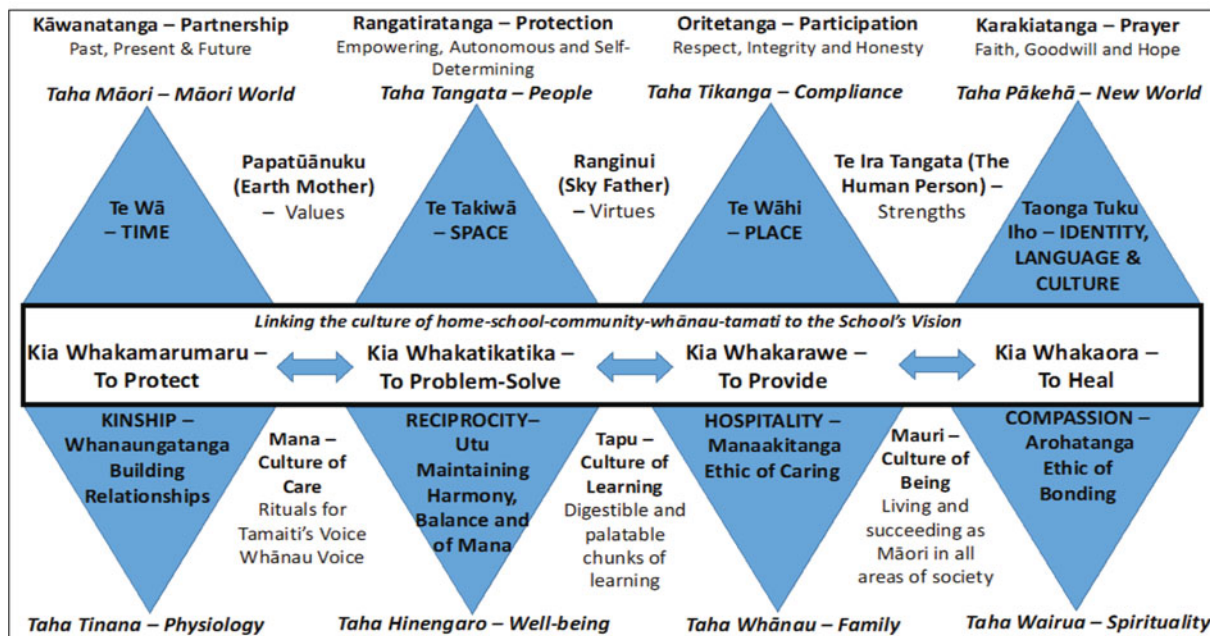 Kāwanatanga – Partnership
Past, Present & Future
Taha Māori – Māori World
Rangatiratanga – Protection
Empowering, Autonomous and Self-
Determining
Taha Tangata – People
Oritetanga – Participation
Respect, Integrity and Honesty
Taha Tikanga – Compliance
Karakiatanga – Prayer
Faith, Goodwill and Hope
Taha Pākehā – New World
Te Wā
– TIME
Papatūānuku
(Earth Mother)
– Values
Te Takiwā
– SPACE
Ranginui
(Sky Father)
– Virtues
Te Wāhi
– PLACE
Te Ira Tangata (The
Human Person) –
Strengths
Taonga Tuku
Iho – IDENTITY,
LANGUAGE &
CULTURE
Linking the culture of home-school-community-whānau-tamati to the School's Vision
Kia Whakamarumaru –
To Protect
Kia Whakatikatika –
To Problem-Solve
Kia Whakarawe –
To Provide
Kia Whakaora –
To Heal
KINSHIP –
Whanaungatanga
Building
Relationships
Mana –
Culture of
Care
Rituals for
Tamaiti's Voice
Whānau Voice
RECIPROCITY–
Utu
Maintaining
Harmony,
Balance and
of Mana
Tapu –
Culture of
Learning
Digestible and
palatable
chunks of
learning
HOSPITALITY –
Manaakitanga
Ethic of Caring
Mauri –
Culture of
Being
Living and
succeeding as
Māori in all
areas of society
COMPASSION –
Arohatanga
Ethic of
Bonding
Taha Tinana – Physiology
Taha Hinengaro – Well-being
Taha Whānau – Family
Taha Wairua – Spirituality